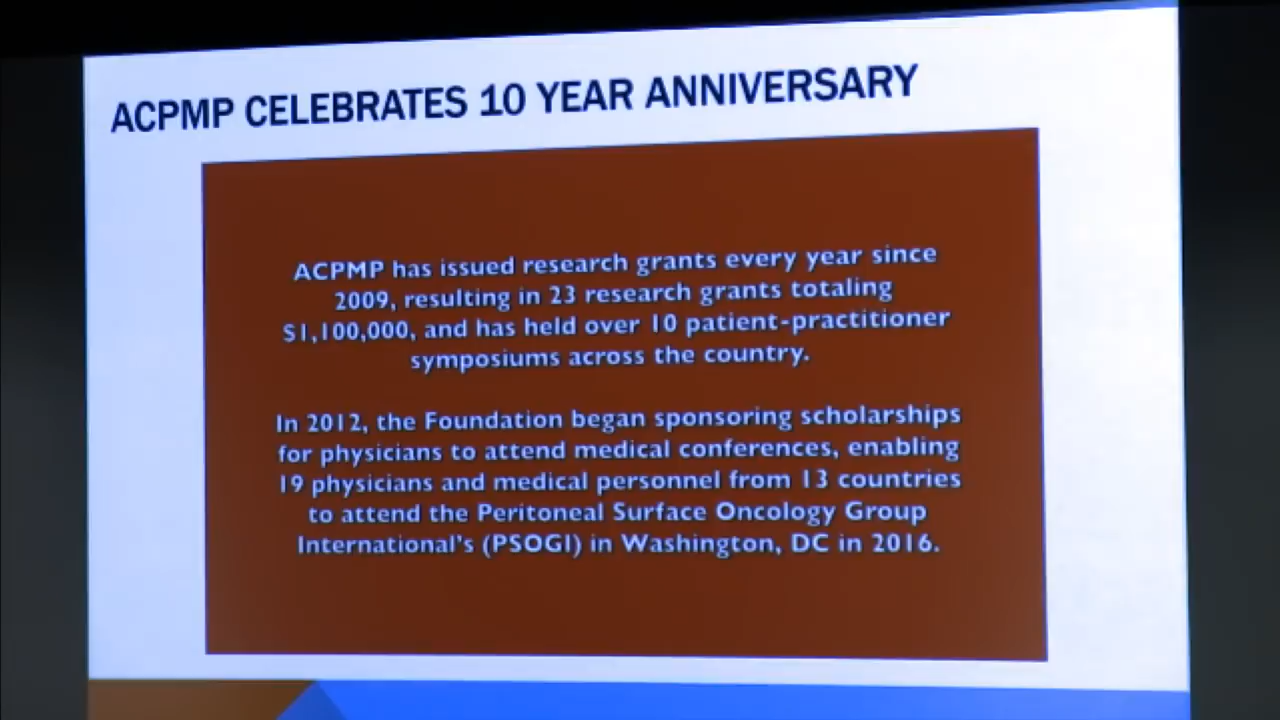 ACPMP CELEBRATES 10 YEAR ANNIVERSARY
ACPMP has issued research grants every year since
2009, resulting in 23 research grants totaling
$1,100,000, and has held over 10 patient-practitioner
symposiums across the country.
In 2012, the Foundation began sponsoring scholarships
for physicians to attend medical conferences, enabling
19 physicians and medical personnel from 13 countries
to attend the Peritoneal Surface Oncology Group
International's (PSOGI) in Washington, DC in 2016.